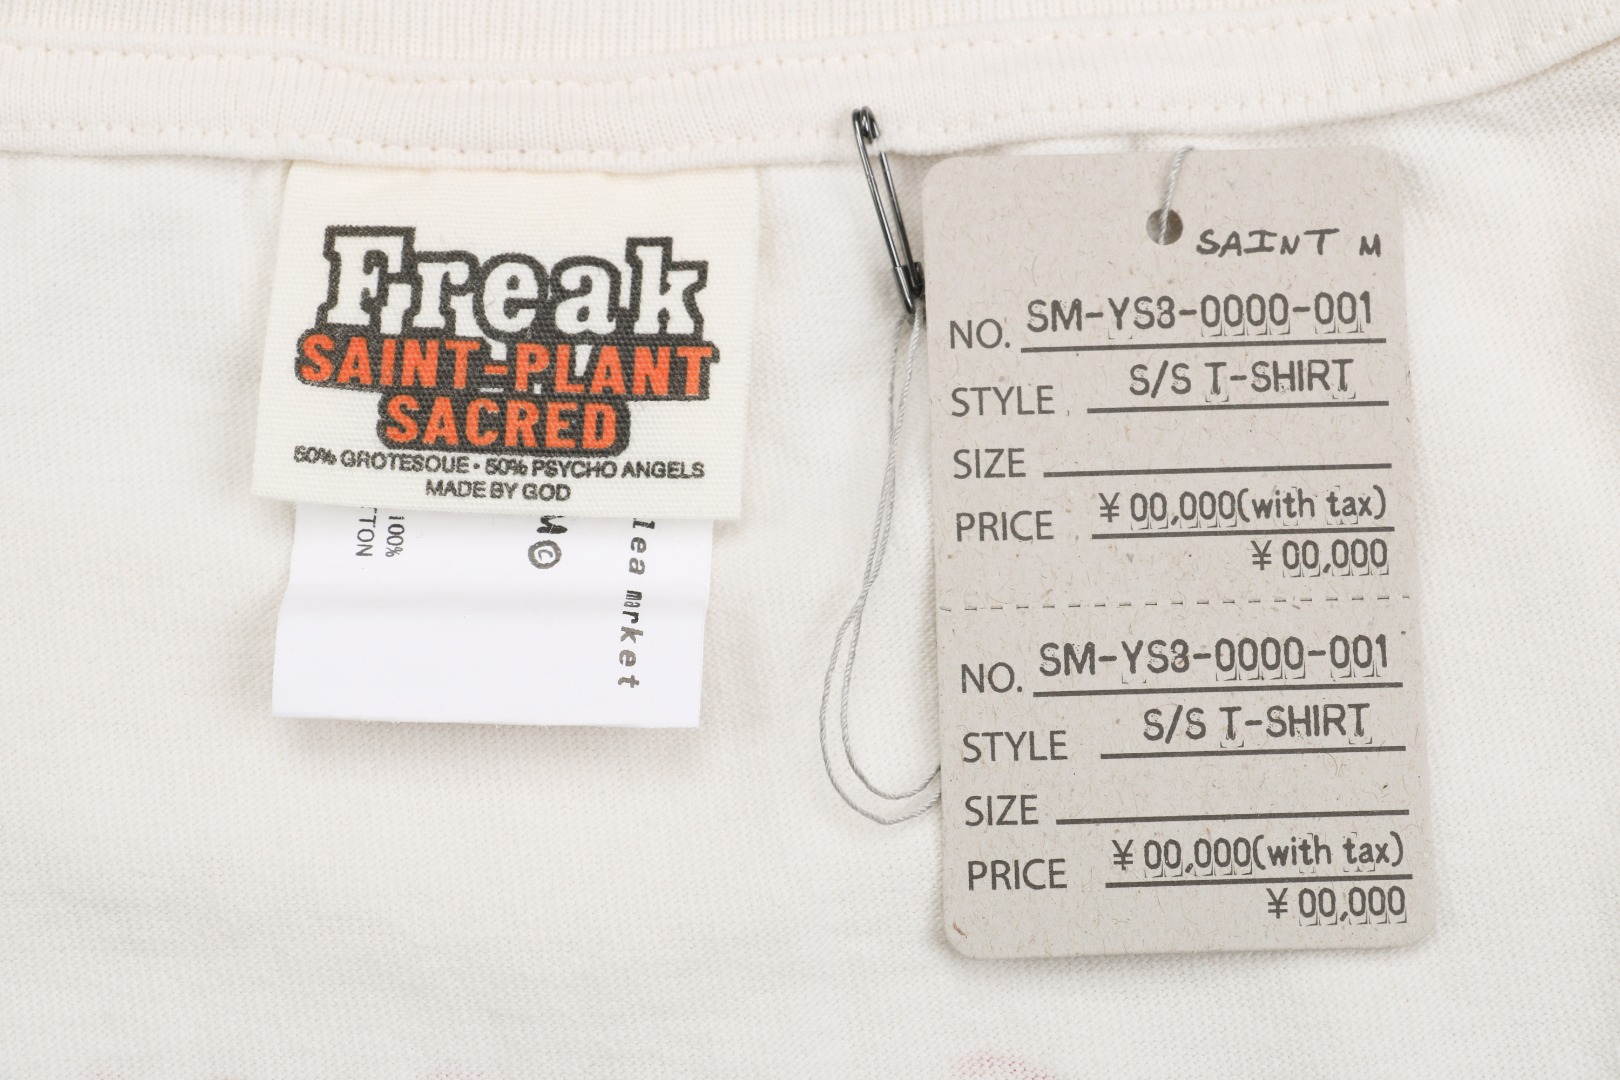 Freak
SAINT-PLANT
SACRED
50% GROTESQUE • 50% PSYCHO ANGELS
MADE BY GOD
100%
TTON
M©
lea market
SAINT M
NO. SM-YS3-0000-001
STYLE S/S T-SHIRT
SIZE
PRICE ¥00,000(with tax)
¥00,000
NO. SM-YS3-0000-001
STYLE S/S T-SHIRT
SIZE
PRICE ¥00,000(with tax)
¥00,000